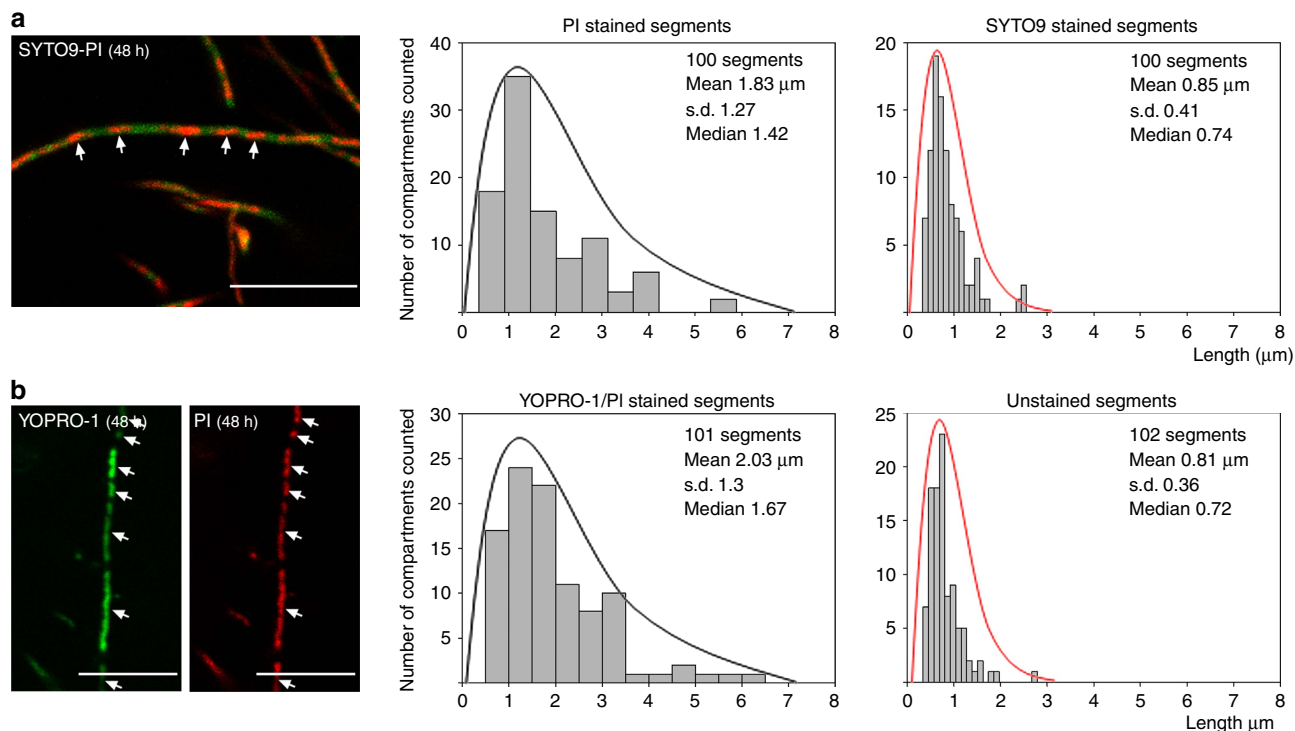 a
SYTO9-PI (48 h)
PI stained segments
Number of compartments counted
40
30
20
10
100 segments
Mean 1.83 μm
s.d. 1.27
Median 1.42
0 1 2 3 4 5 6 7 8
SYTO9 stained segments
20
15
10
5
100 segments
Mean 0.85 μm
s.d. 0.41
Median 0.74
0 1 2 3 4 5 6 7 8
Length (μm)
b
YOPRO-1 (48 h)
PI (48 h)
YOPRO-1/PI stained segments
Number of compartments counted
30
25
20
15
10
5
101 segments
Mean 2.03 μm
s.d. 1.3
Median 1.67
0 1 2 3 4 5 6 7 8
Unstained segments
25
20
15
10
5
102 segments
Mean 0.81 μm
s.d. 0.36
Median 0.72
0 1 2 3 4 5 6 7 8
Length μm